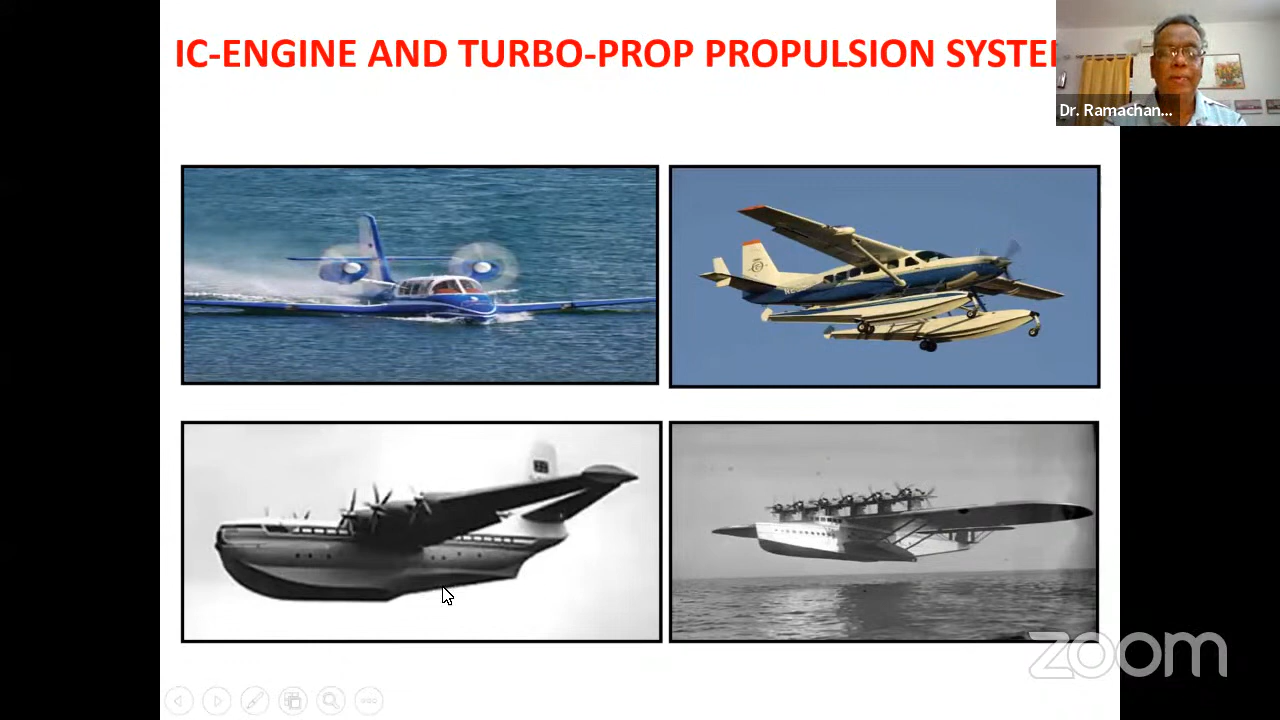 IC-ENGINE AND TURBO-PROP PROPULSION SYSTE
Dr. Ramachan...
zoom